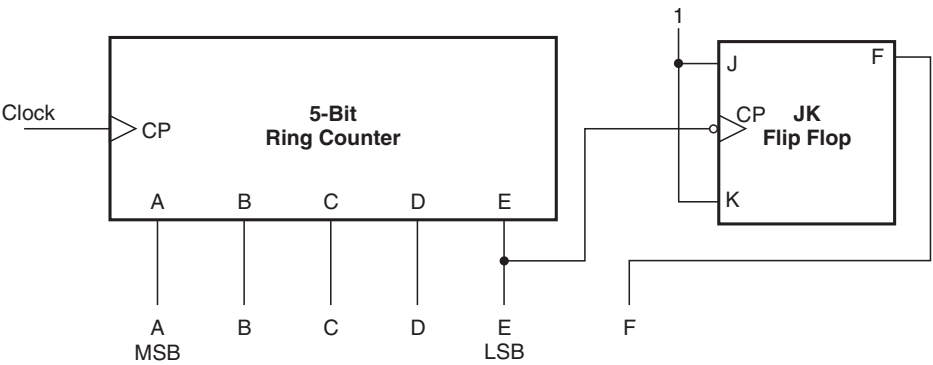 1
J
F
Clock
CP
5-Bit
Ring Counter
CP
JK
Flip Flop
K
A B C D E
A B C D E F
MSB LSB